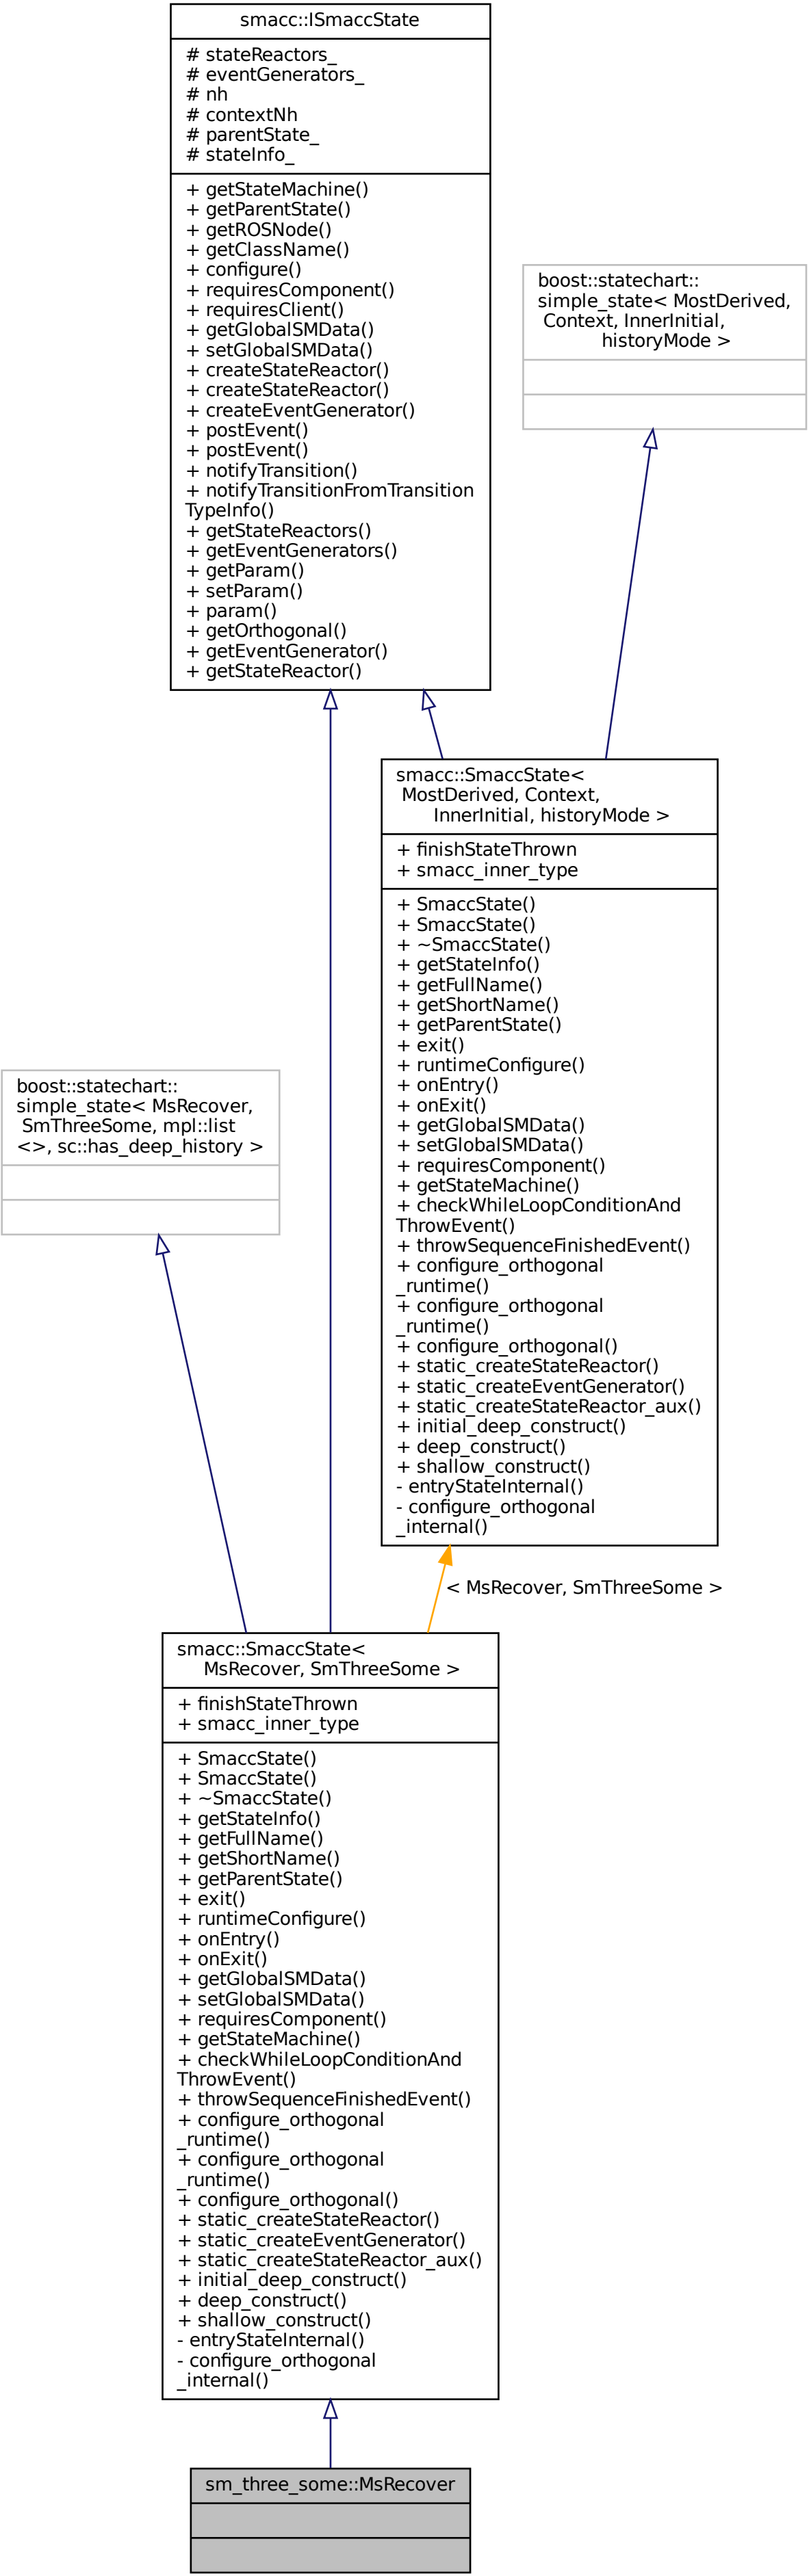 smacc::ISmaccState
# stateReactors_
# eventGenerators_
# nh
# contextNh
# parentState_
# stateInfo_
+ getStateMachine()
+ getParentState()
+ getROSNode()
+ getClassName()
+ configure()
+ requiresComponent()
+ requiresClient()
+ getGlobalSMData()
+ setGlobalSMData()
+ createStateReactor()
+ createStateReactor()
+ createEventGenerator()
+ postEvent()
+ postEvent()
+ notifyTransition()
+ notifyTransitionFromTransition
TypeInfo()
+ getStateReactors()
+ getEventGenerators()
+ getParam()
+ setParam()
+ param()
+ getOrthogonal()
+ getEventGenerator()
+ getStateReactor()
boost::statechart::
simple_state< MostDerived,
Context, InnerInitial,
historyMode >
smacc::SmaccState<
MostDerived, Context,
InnerInitial, historyMode >
+ finishStateThrown
+ smacc_inner_type
+ SmaccState()
+ SmaccState()
+ ~SmaccState()
+ getStateInfo()
+ getFullName()
+ getShortName()
+ getParentState()
+ exit()
+ runtimeConfigure()
+ onEntry()
+ onExit()
+ getGlobalSMData()
+ setGlobalSMData()
+ requiresComponent()
+ getStateMachine()
+ checkWhileLoopConditionAnd
ThrowEvent()
+ throwSequenceFinishedEvent()
+ configure_orthogonal
_runtime()
+ configure_orthogonal
_runtime()
+ configure_orthogonal()
+ static_createStateReactor()
+ static_createEventGenerator()
+ static_createStateReactor_aux()
+ initial_deep_construct()
+ deep_construct()
+ shallow_construct()
- entryStateInternal()
- configure_orthogonal
_internal()
boost::statechart::
simple_state< MsRecover,
SmThreeSome, mpl::list
<>, sc::has_deep_history >
< MsRecover, SmThreeSome >
smacc::SmaccState<
MsRecover, SmThreeSome >
+ finishStateThrown
+ smacc_inner_type
+ SmaccState()
+ SmaccState()
+ ~SmaccState()
+ getStateInfo()
+ getFullName()
+ getShortName()
+ getParentState()
+ exit()
+ runtimeConfigure()
+ onEntry()
+ onExit()
+ getGlobalSMData()
+ setGlobalSMData()
+ requiresComponent()
+ getStateMachine()
+ checkWhileLoopConditionAnd
ThrowEvent()
+ throwSequenceFinishedEvent()
+ configure_orthogonal
_runtime()
+ configure_orthogonal
_runtime()
+ configure_orthogonal()
+ static_createStateReactor()
+ static_createEventGenerator()
+ static_createStateReactor_aux()
+ initial_deep_construct()
+ deep_construct()
+ shallow_construct()
- entryStateInternal()
- configure_orthogonal
_internal()
sm_three_some::MsRecover